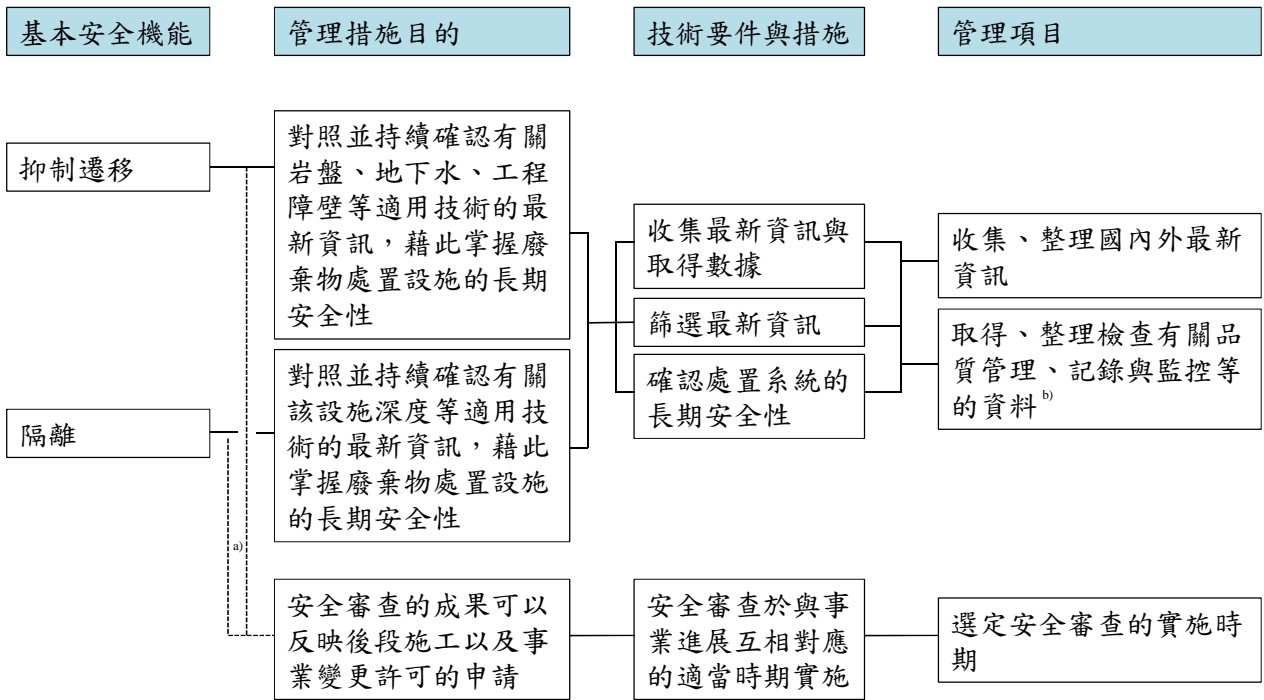 基本安全機能
管理措施目的
技術要件與措施
管理項目
抑制遷移
對照並持續確認有關
岩盤、地下水、工程
障壁等適用技術的最
新資訊，藉此掌握廢
棄物處置設施的長期
安全性
收集最新資訊與
取得數據
收集、整理國內外最新
資訊
篩選最新資訊
取得、整理檢查有關品
質管理、記錄與監控等
的資料 b)
確認處置系統的
長期安全性
隔離
對照並持續確認有關
該設施深度等適用技
術的最新資訊，藉此
掌握廢棄物處置設施
的長期安全性
a)
安全審查的成果可以
反映後段施工以及事
業變更許可的申請
安全審查於與事
業進展互相對應
的適當時期實施
選定安全審查的實施時
期